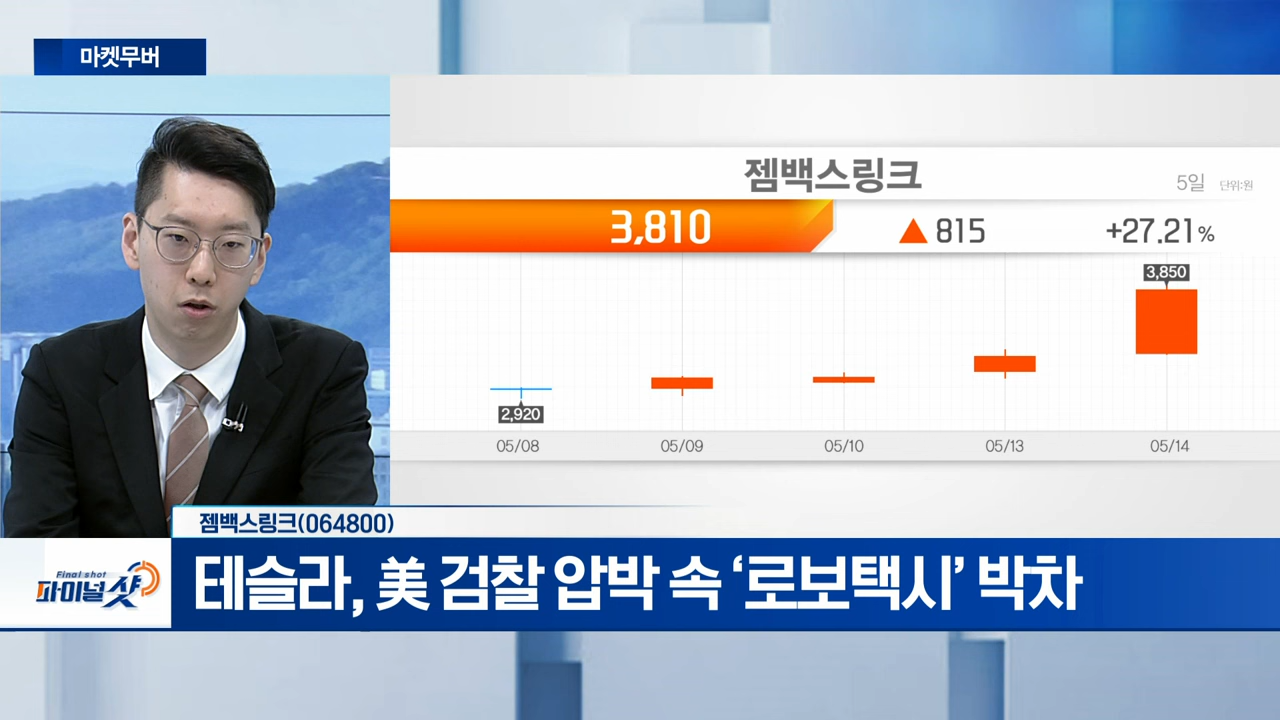 마켓무버
젬백스링크
5일 단위:원
3,810 ▲ 815 +27.21%
3,850
2,920
05/08 05/09 05/10 05/13 05/14
젬백스링크(064800)
Final shot
파이널샷
테슬라, 美 검찰 압박 속 ‘로보택시’ 박차